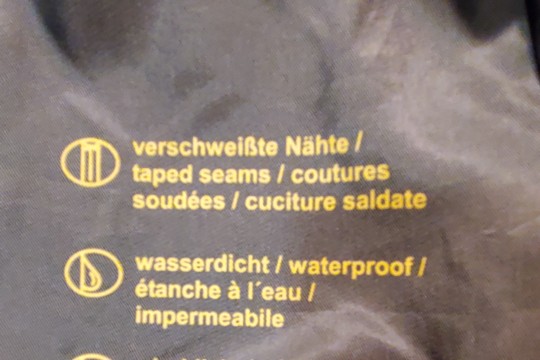 verschweißte Nähte /
taped seams / coutures
soudées / cuciture saldate
wasserdicht / waterproof /
étanche à l´eau /
impermeabile